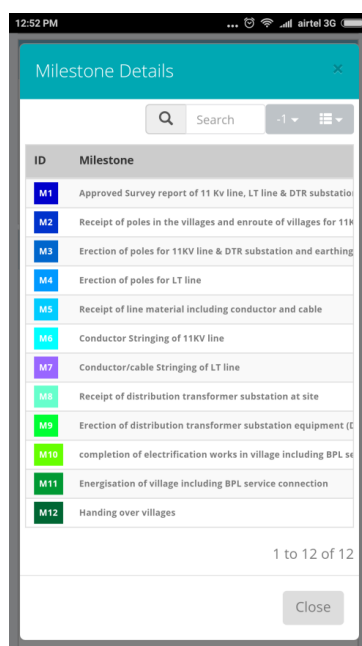 12:52 PM ... airtel 3G
Milestone Details ×
Search -1
ID Milestone
M1 Approved Survey report of 11 Kv line, LT line & DTR
M2 Receipt of poles in the villages and enroute of villages for
M3 Erection of poles for 11KV line & DTR substation and earthing
M4 Erection of poles for LT line
M5 Receipt of line material including conductor and cable
M6 Conductor Stringing of 11KV line
M7 Conductor/cable Stringing of LT line
M8 Receipt of distribution transformer substation at site
M9 Erection of distribution transformer substation equipment
M10 completion of electrification works in village including BPL
M11 Energisation of village including BPL service connection
M12 Handing over villages
1 to 12 of 12
Close